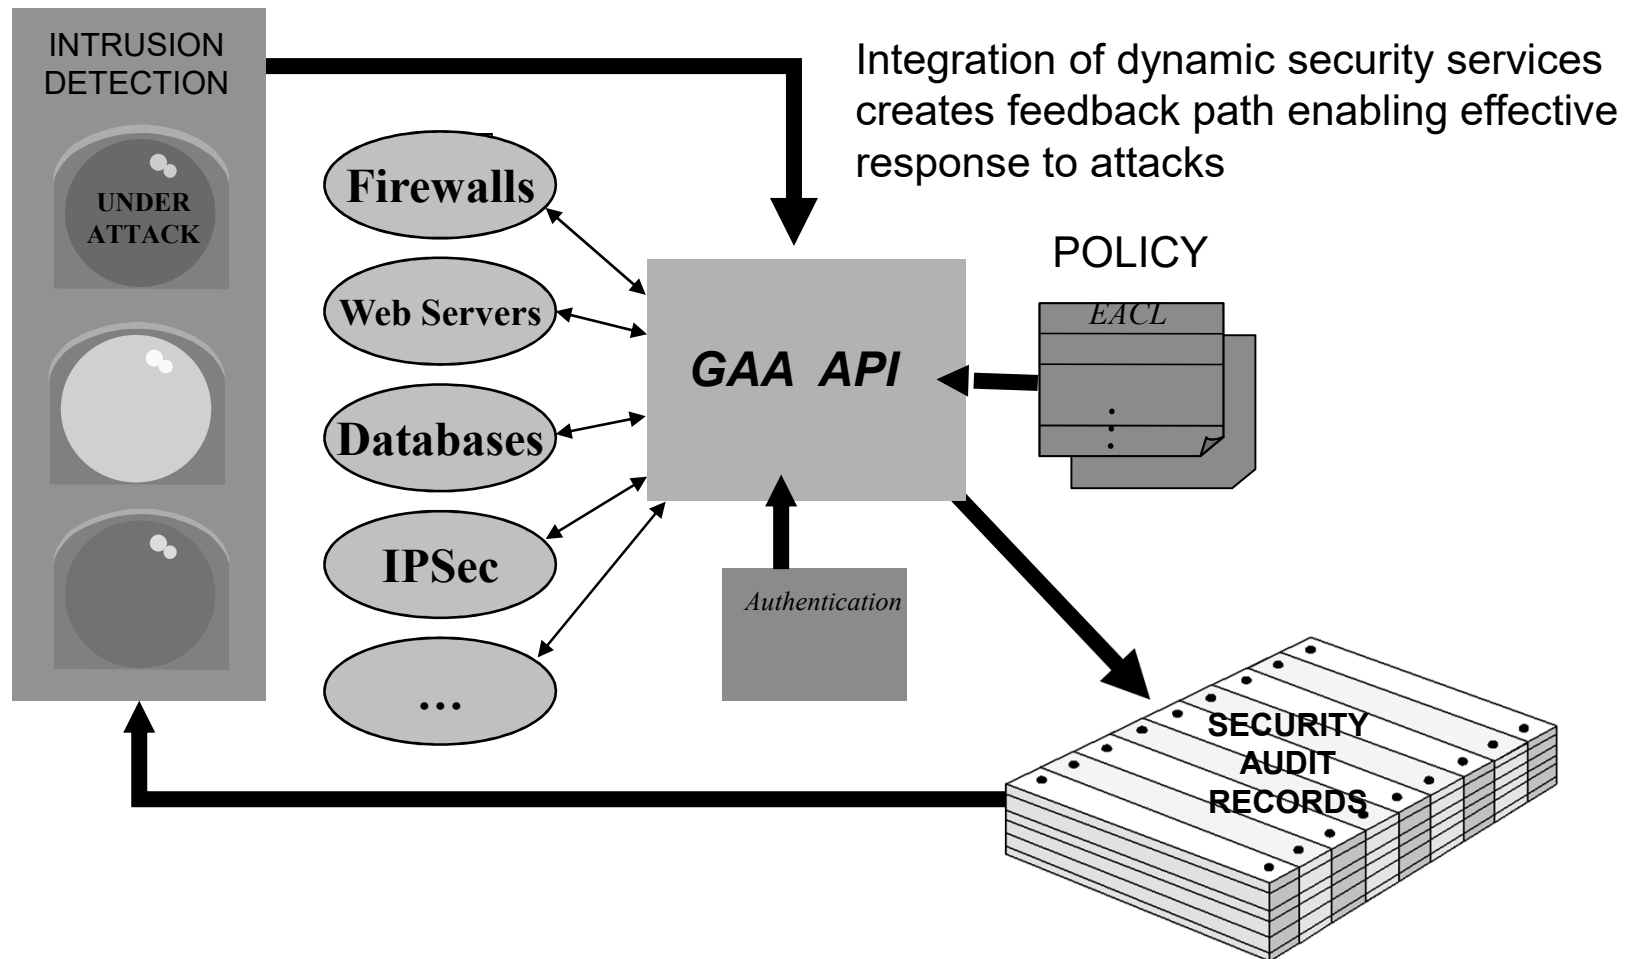 INTRUSION
DETECTION
UNDER
ATTACK
Integration of dynamic security services
creates feedback path enabling effective
response to attacks
Firewalls
Web Servers
Databases
IPSec
...
GAA API
POLICY
EACL
Authentication
SECURITY
AUDIT
RECORDS